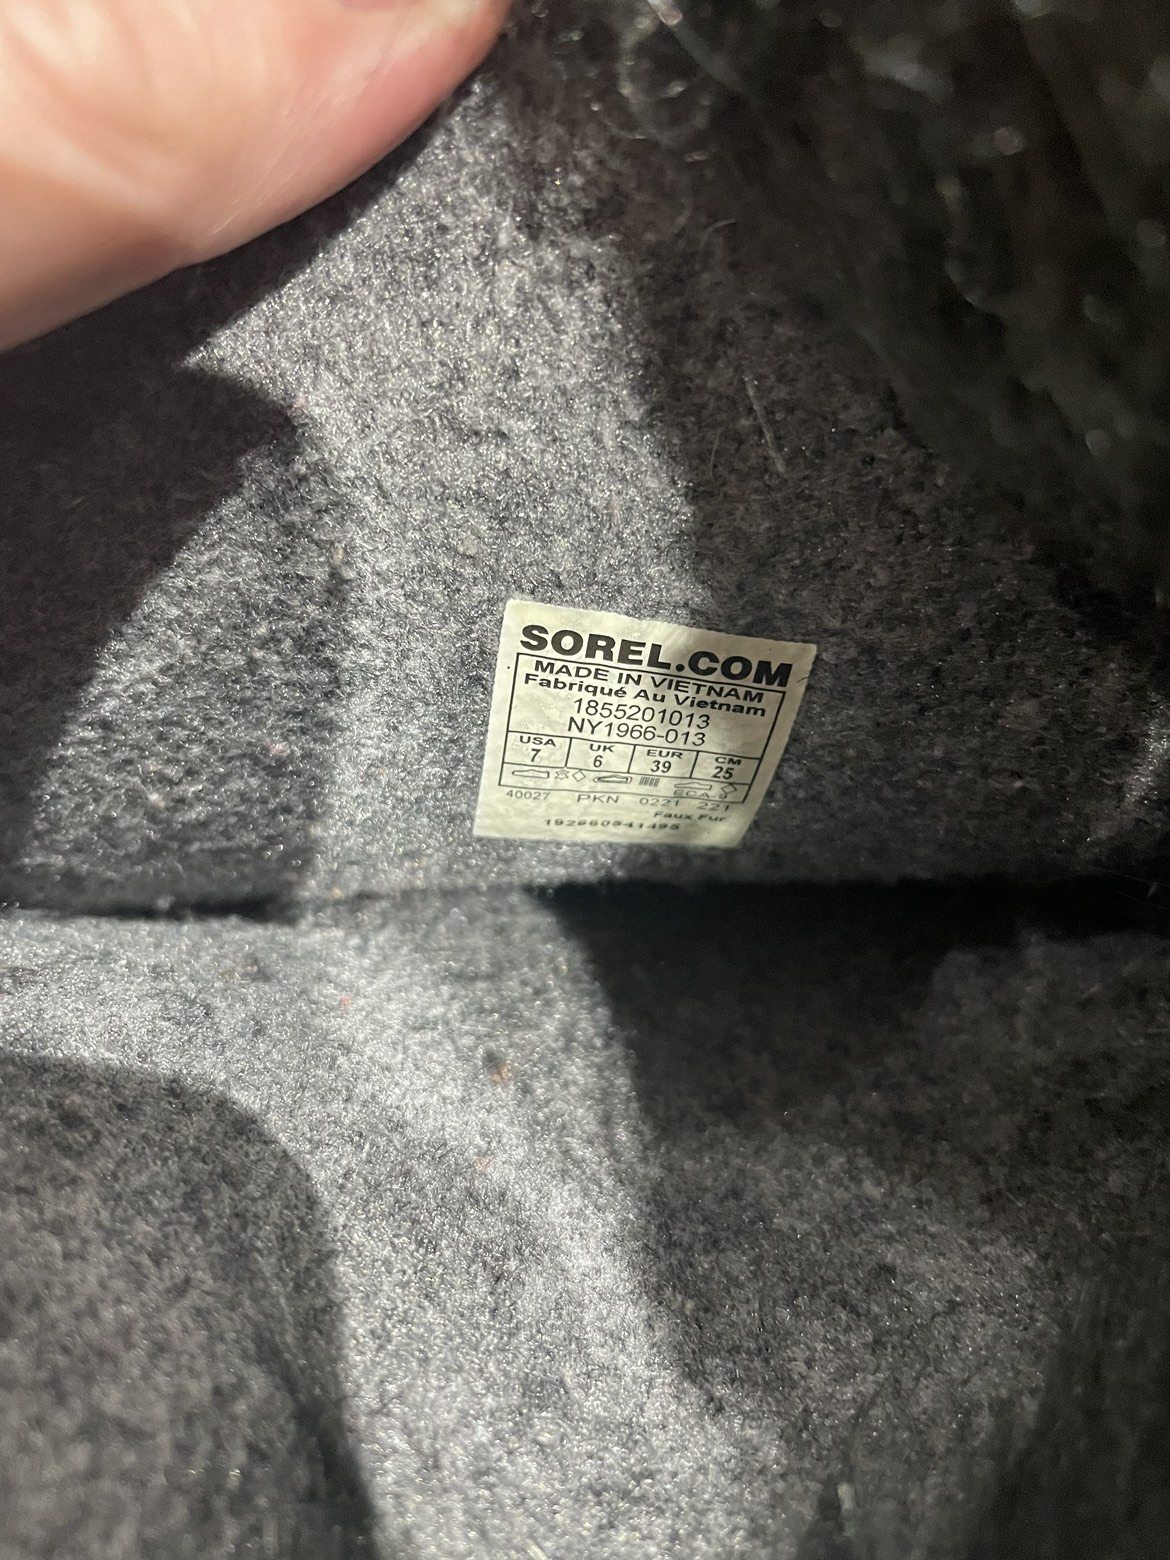 SOREL.COM
MADE IN VIETNAM
Fabriqué Au Vietnam
1855201013
NY1966-013
USA UK EUR CM
7 6 39 25
40027 PKN 0221 221
Faux Fur